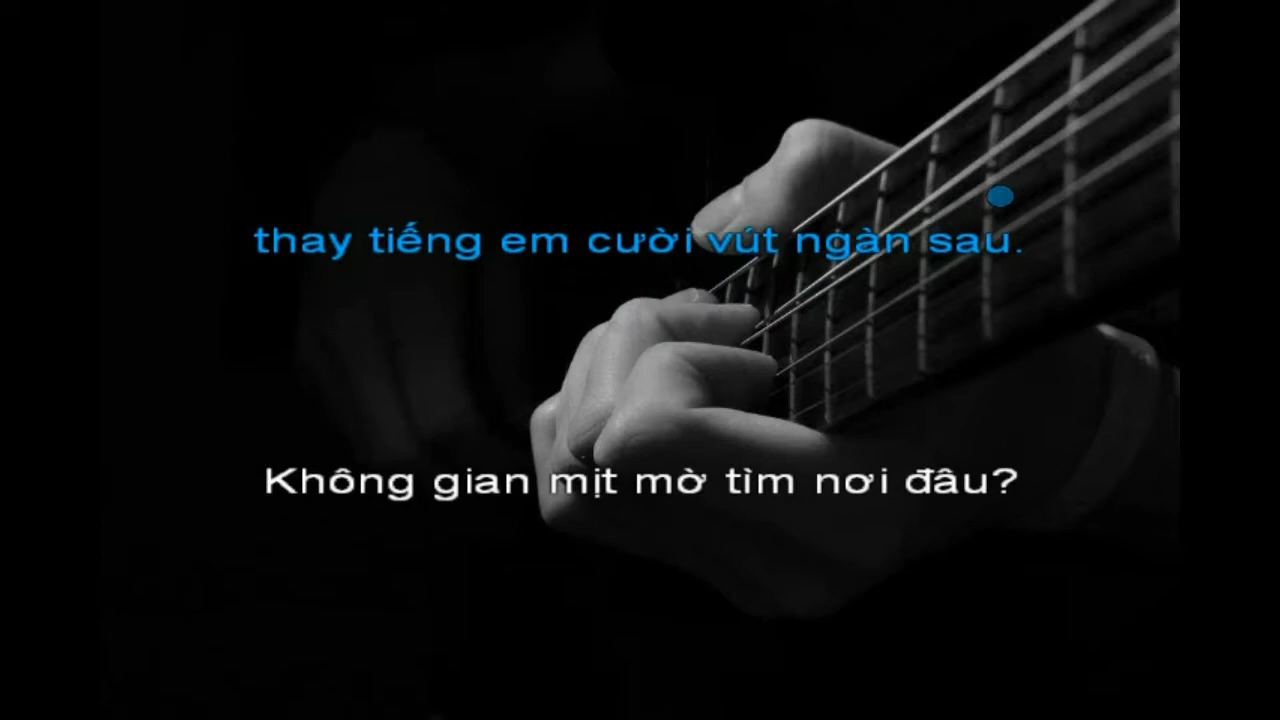 thay tiếng em cười vút ngàn sau.
Không gian mịt mờ tìm nơi đâu?